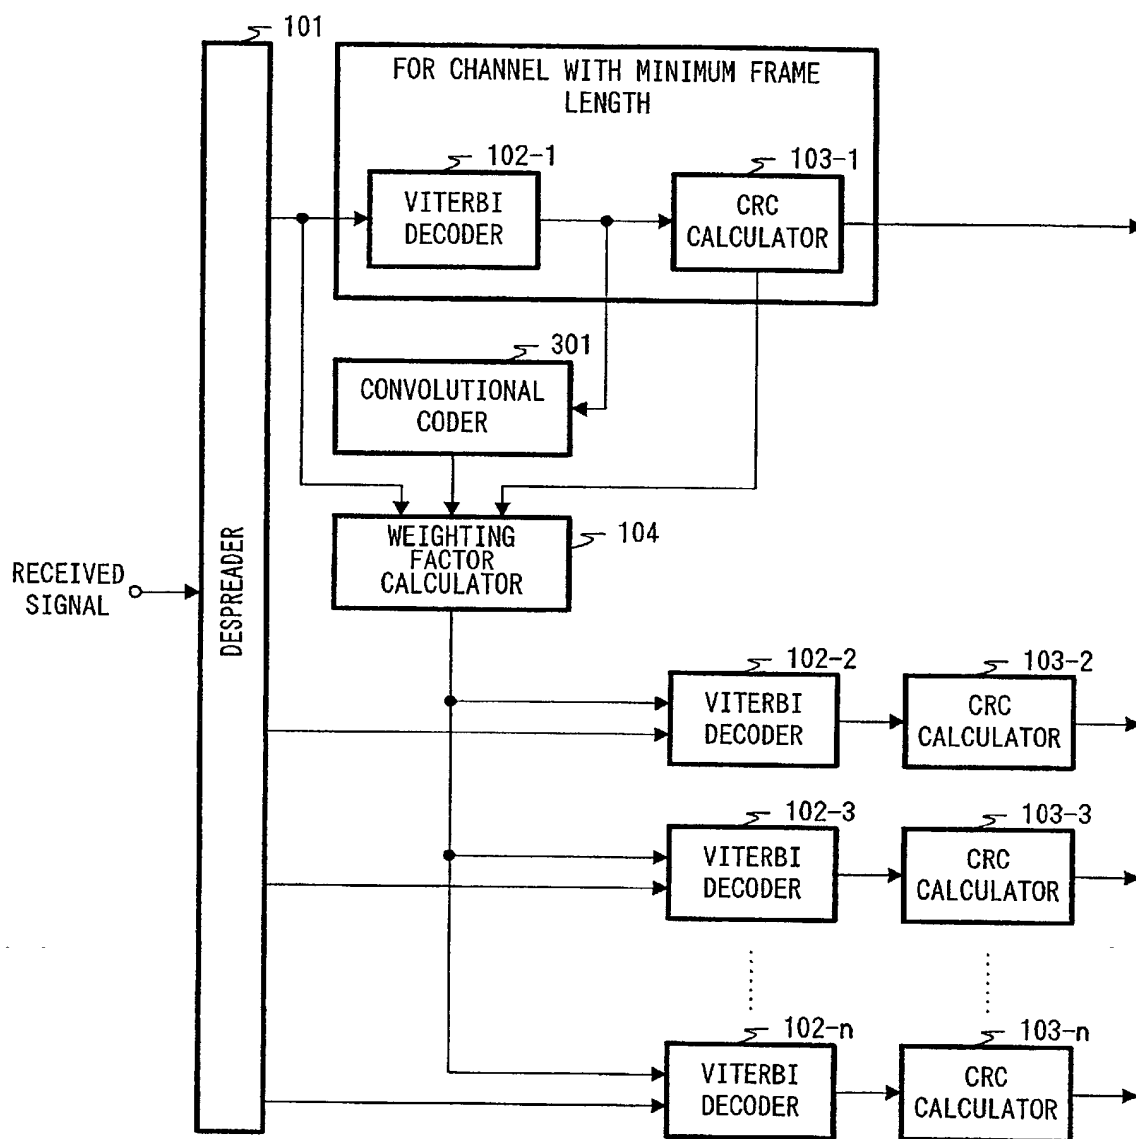 101
FOR CHANNEL WITH MINIMUM FRAME
LENGTH
102-1
103-1
VITERBI
DECODER
CRC
CALCULATOR
301
CONVOLUTIONAL
CODER
WEIGHTING
FACTOR
CALCULATOR
104
RECEIVED
SIGNAL
DESPREADER
102-2
103-2
VITERBI
DECODER
CRC
CALCULATOR
102-3
103-3
VITERBI
DECODER
CRC
CALCULATOR
102-n
103-n
VITERBI
DECODER
CRC
CALCULATOR